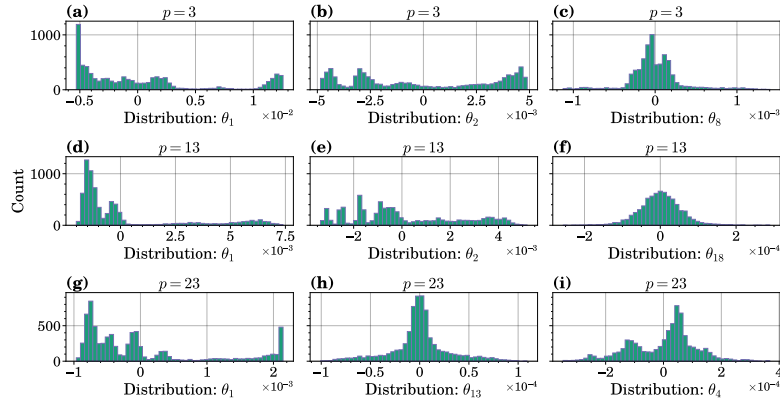 (a) p = 3 (b) p = 3 (c) p = 3
1000
0
−0.5 0 0.5 1 −5 −2.5 0 2.5 5 −1 0 1
×10⁻² ×10⁻³ ×10⁻³
Distribution: θ₁ Distribution: θ₂ Distribution: θ₈
(d) p = 13 (e) p = 13 (f) p = 13
Count
1000
0
0 2.5 5 7.5 −2 0 2 4 −2 0 2
×10⁻³ ×10⁻³ ×10⁻⁴
Distribution: θ₁ Distribution: θ₂ Distribution: θ₁₈
(g) p = 23 (h) p = 23 (i) p = 23
500
0
−1 0 1 2 −1 −0.5 0 0.5 1 −2 0 2 4
×10⁻³ ×10⁻⁴ ×10⁻⁴
Distribution: θ₁ Distribution: θ₁₃ Distribution: θ₄